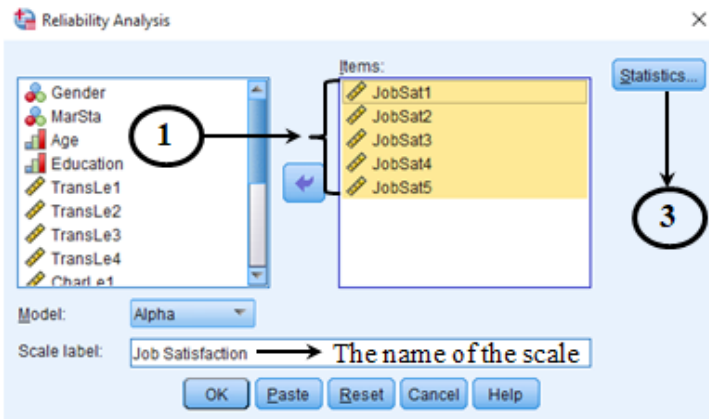 Reliability Analysis
Items:
Statistics...
Gender
MarSta
Age
Education
TransLe1
TransLe2
TransLe3
TransLe4
CharLe1
1
JobSat1
JobSat2
JobSat3
JobSat4
JobSat5
3
Model: Alpha
Scale label: Job Satisfaction The name of the scale
OK Paste Reset Cancel Help